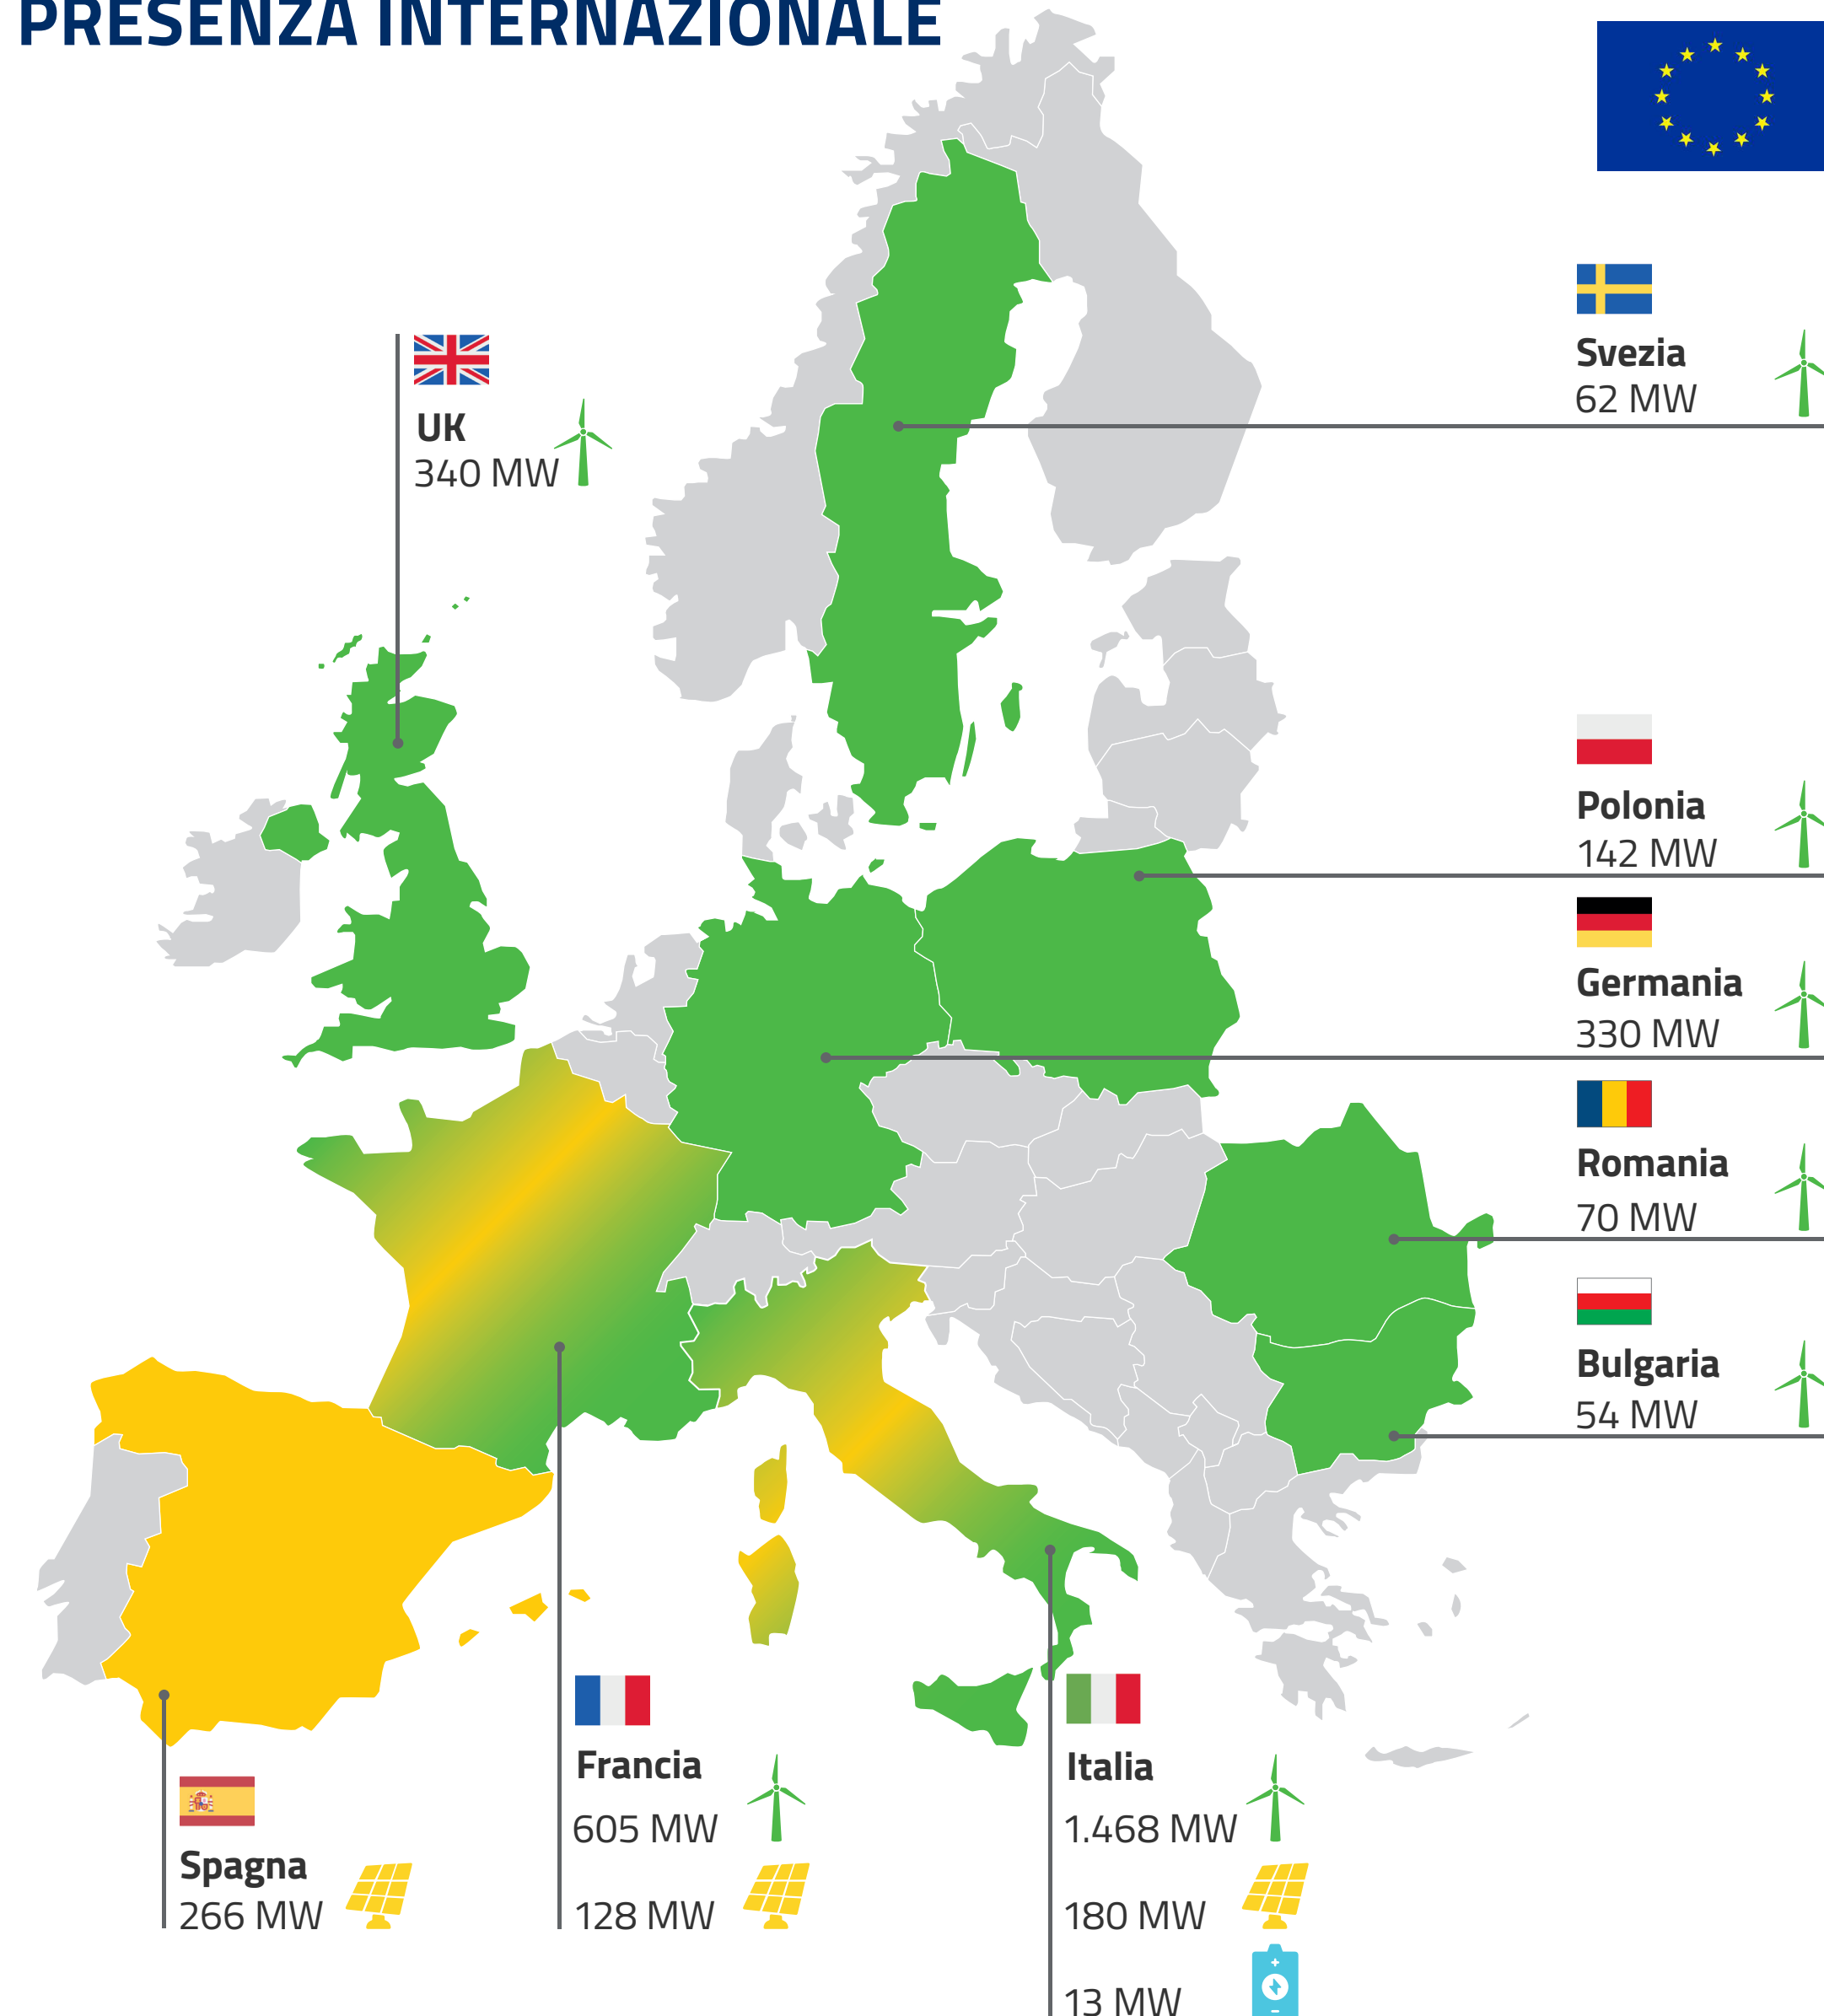 PRESENZA INTERNAZIONALE
Svezia
62 MW
UK
340 MW
Polonia
142 MW
Germania
330 MW
Romania
70 MW
Bulgaria
54 MW
Francia
605 MW
128 MW
Italia
1.468 MW
180 MW
13 MW
Spagna
266 MW